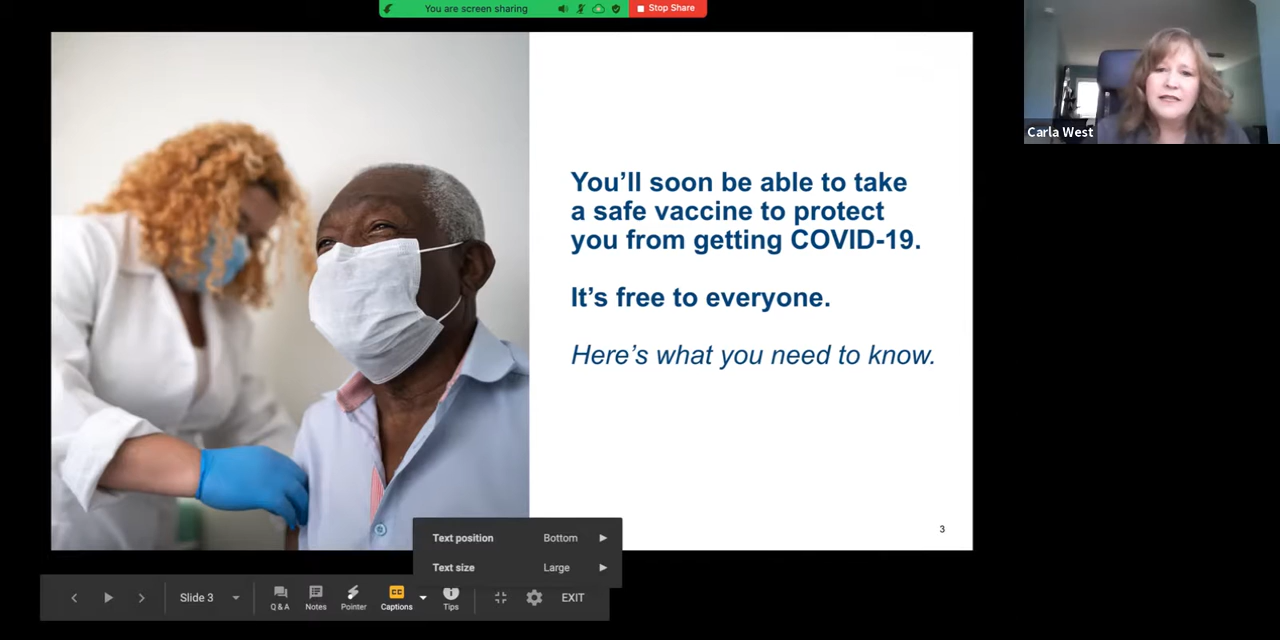 You are screen sharing
Stop Share
Carla West
You’ll soon be able to take
a safe vaccine to protect
you from getting COVID-19.
It’s free to everyone.
Here’s what you need to know.
3
Text position Bottom
Text size Large
Slide 3
Q & A
Notes
Pointer
CC
Captions
Tips
EXIT